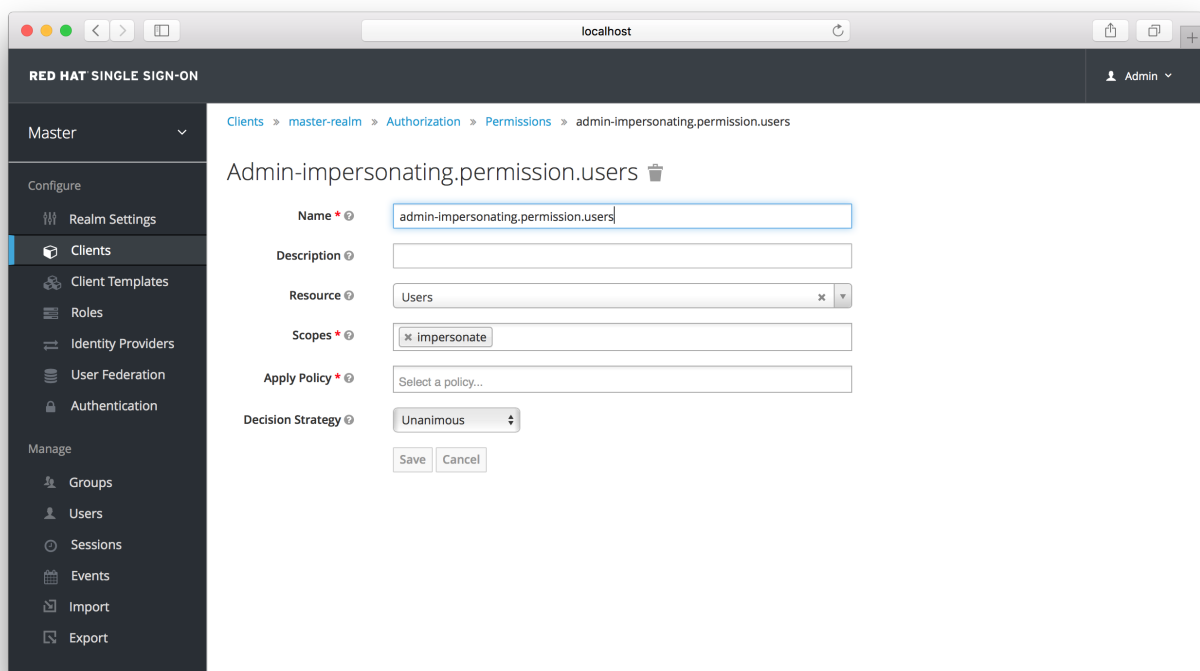 localhost
RED HAT SINGLE SIGN-ON
Admin
Master
Configure
Realm Settings
Clients
Client Templates
Roles
Identity Providers
User Federation
Authentication
Manage
Groups
Users
Sessions
Events
Import
Export
Clients » master-realm » Authorization » Permissions » admin-impersonating.permission.users
Admin-impersonating.permission.users
Name * admin-impersonating.permission.users
Description
Resource Users
Scopes * impersonate
Apply Policy * Select a policy...
Decision Strategy Unanimous
Save Cancel